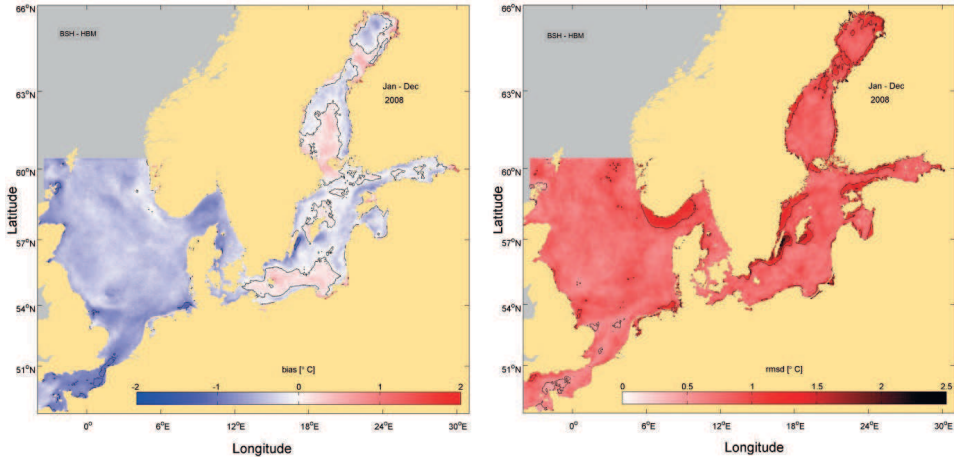 66°N
63°N
60°N
57°N
54°N
51°N
Latitude
BSH - HBM
Jan - Dec
2008
bias [° C]
-2 -1 0 1 2
0° 6°E 12°E 18°E 24°E 30°E
Longitude
66°N
63°N
60°N
57°N
54°N
51°N
Latitude
BSH - HBM
Jan - Dec
2008
rmsd [° C]
0 0.5 1 1.5 2 2.5
0° 6°E 12°E 18°E 24°E 30°E
Longitude